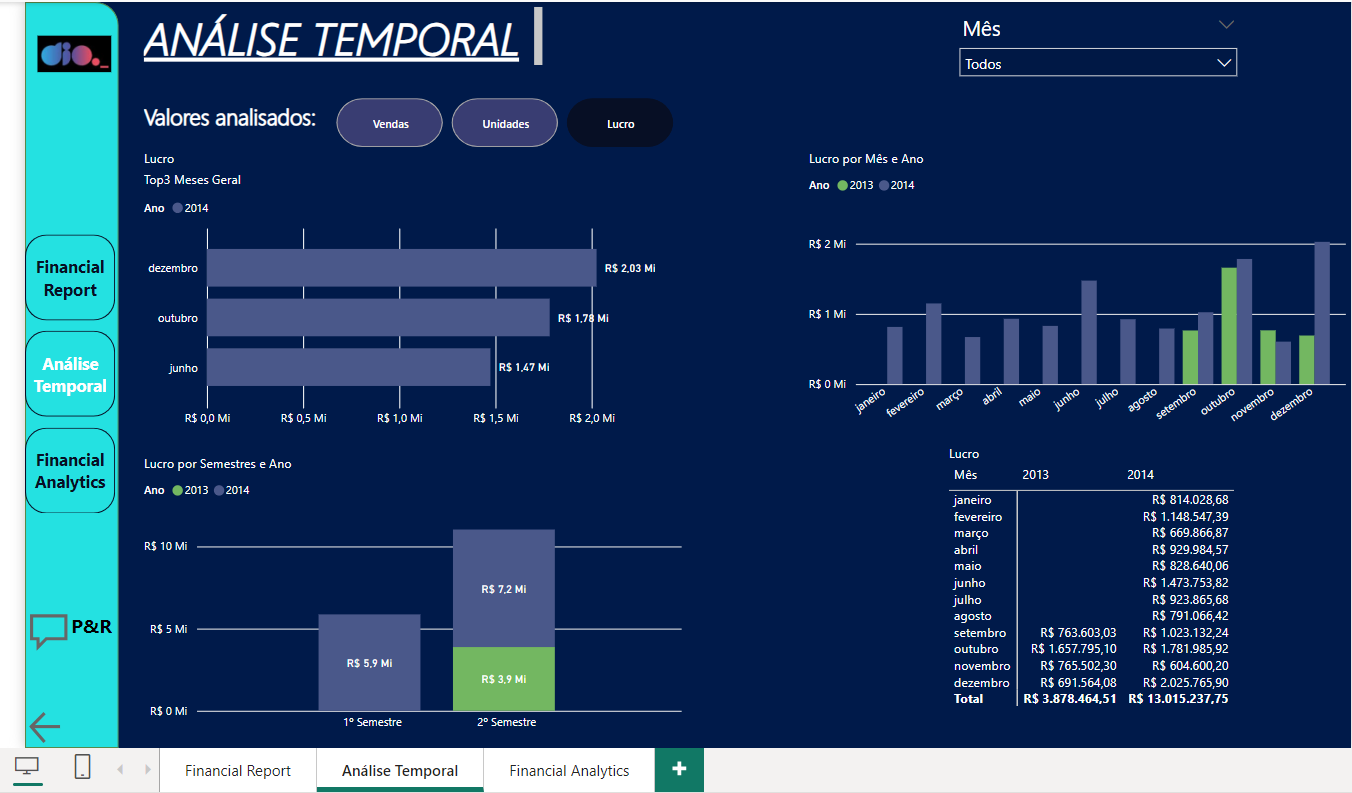 dio._
ANÁLISE TEMPORAL
Mês
Todos
Valores analisados:
Vendas
Unidades
Lucro
Lucro
Top3 Meses Geral
Ano 2014
dezembro R$ 2,03 Mi
outubro R$ 1,78 Mi
junho R$ 1,47 Mi
R$ 0,0 Mi R$ 0,5 Mi R$ 1,0 Mi R$ 1,5 Mi R$ 2,0 Mi
Lucro por Mês e Ano
Ano 2013 2014
R$ 2 Mi
R$ 1 Mi
R$ 0 Mi
janeiro fevereiro março abril maio junho julho agosto setembro outubro novembro dezembro
Financial
Report
Análise
Temporal
Financial
Analytics
P&R
Lucro por Semestres e Ano
Ano 2013 2014
R$ 10 Mi
R$ 5 Mi
R$ 0 Mi
R$ 5,9 Mi
R$ 7,2 Mi
R$ 3,9 Mi
1º Semestre 2º Semestre
Lucro
Mês 2013 2014
janeiro R$ 814.028,68
fevereiro R$ 1.148.547,39
março R$ 669.866,87
abril R$ 929.984,57
maio R$ 828.640,06
junho R$ 1.473.753,82
julho R$ 923.865,68
agosto R$ 791.066,42
setembro R$ 763.603,03 R$ 1.023.132,24
outubro R$ 1.657.795,10 R$ 1.781.985,92
novembro R$ 765.502,30 R$ 604.600,20
dezembro R$ 691.564,08 R$ 2.025.765,90
Total R$ 3.878.464,51 R$ 13.015.237,75
Financial Report
Análise Temporal
Financial Analytics